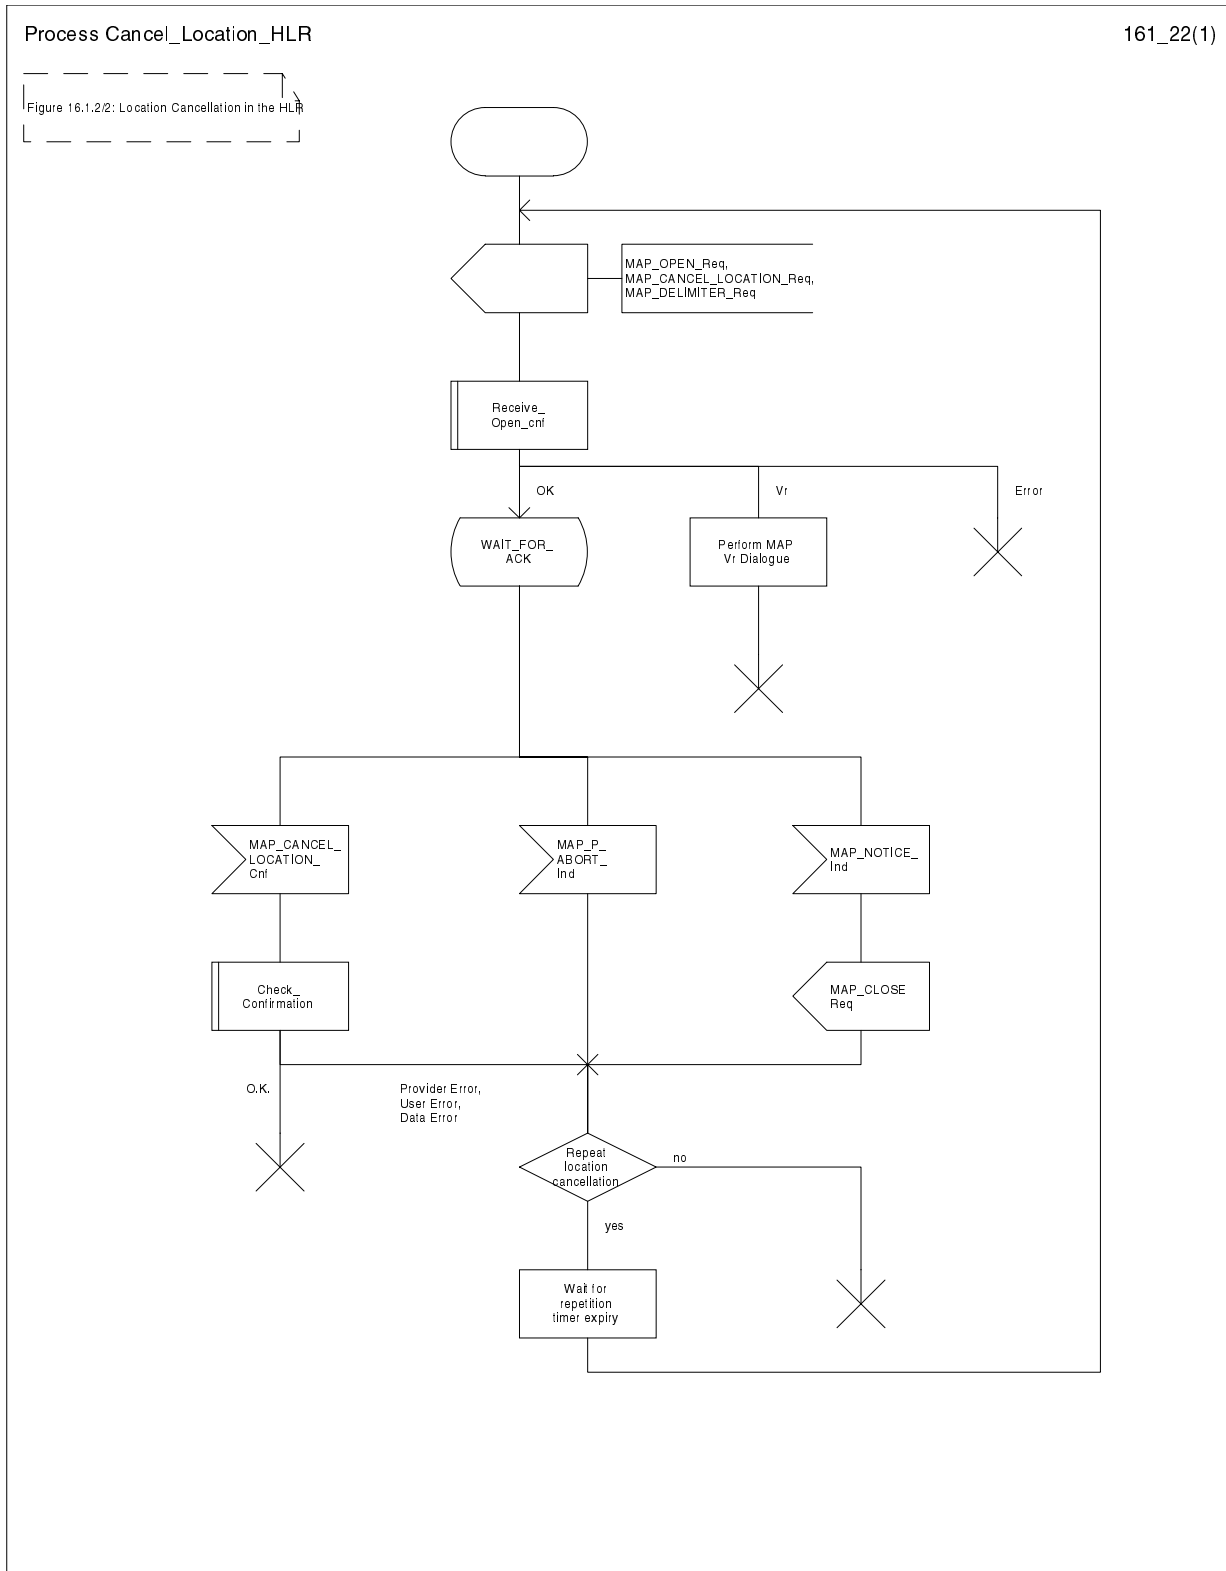 Process Cancel_Location_HLR
161_22(1)
Figure 16.1.2/2: Location Cancellation in the HLR
MAP_OPEN_Req,
MAP_CANCEL_LOCATION_Req,
MAP_DELIMITER_Req
Receive_
Open_cnf
OK
Vr
Error
WAIT_FOR_
ACK
Perform MAP
Vr Dialogue
MAP_CANCEL_
LOCATION_
Cnf
MAP_P_
ABORT_
Ind
MAP_NOTICE_
Ind
Check_
Confirmation
MAP_CLOSE
Req
O.K.
Provider Error,
User Error,
Data Error
Repeat
location
cancellation
no
yes
Wait for
repetition
timer expiry